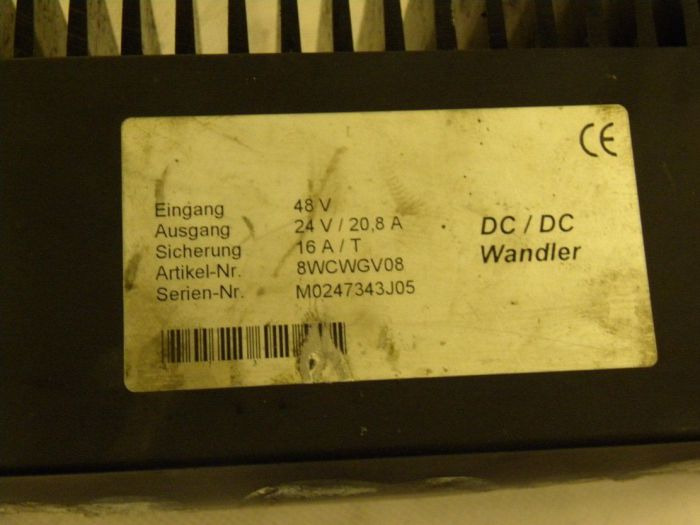 CE
Eingang 48 V
Ausgang 24 V / 20,8 A
Sicherung 16 A / T
Artikel-Nr. 8WCWGV08
Serien-Nr. M0247343J05
DC / DC
Wandler